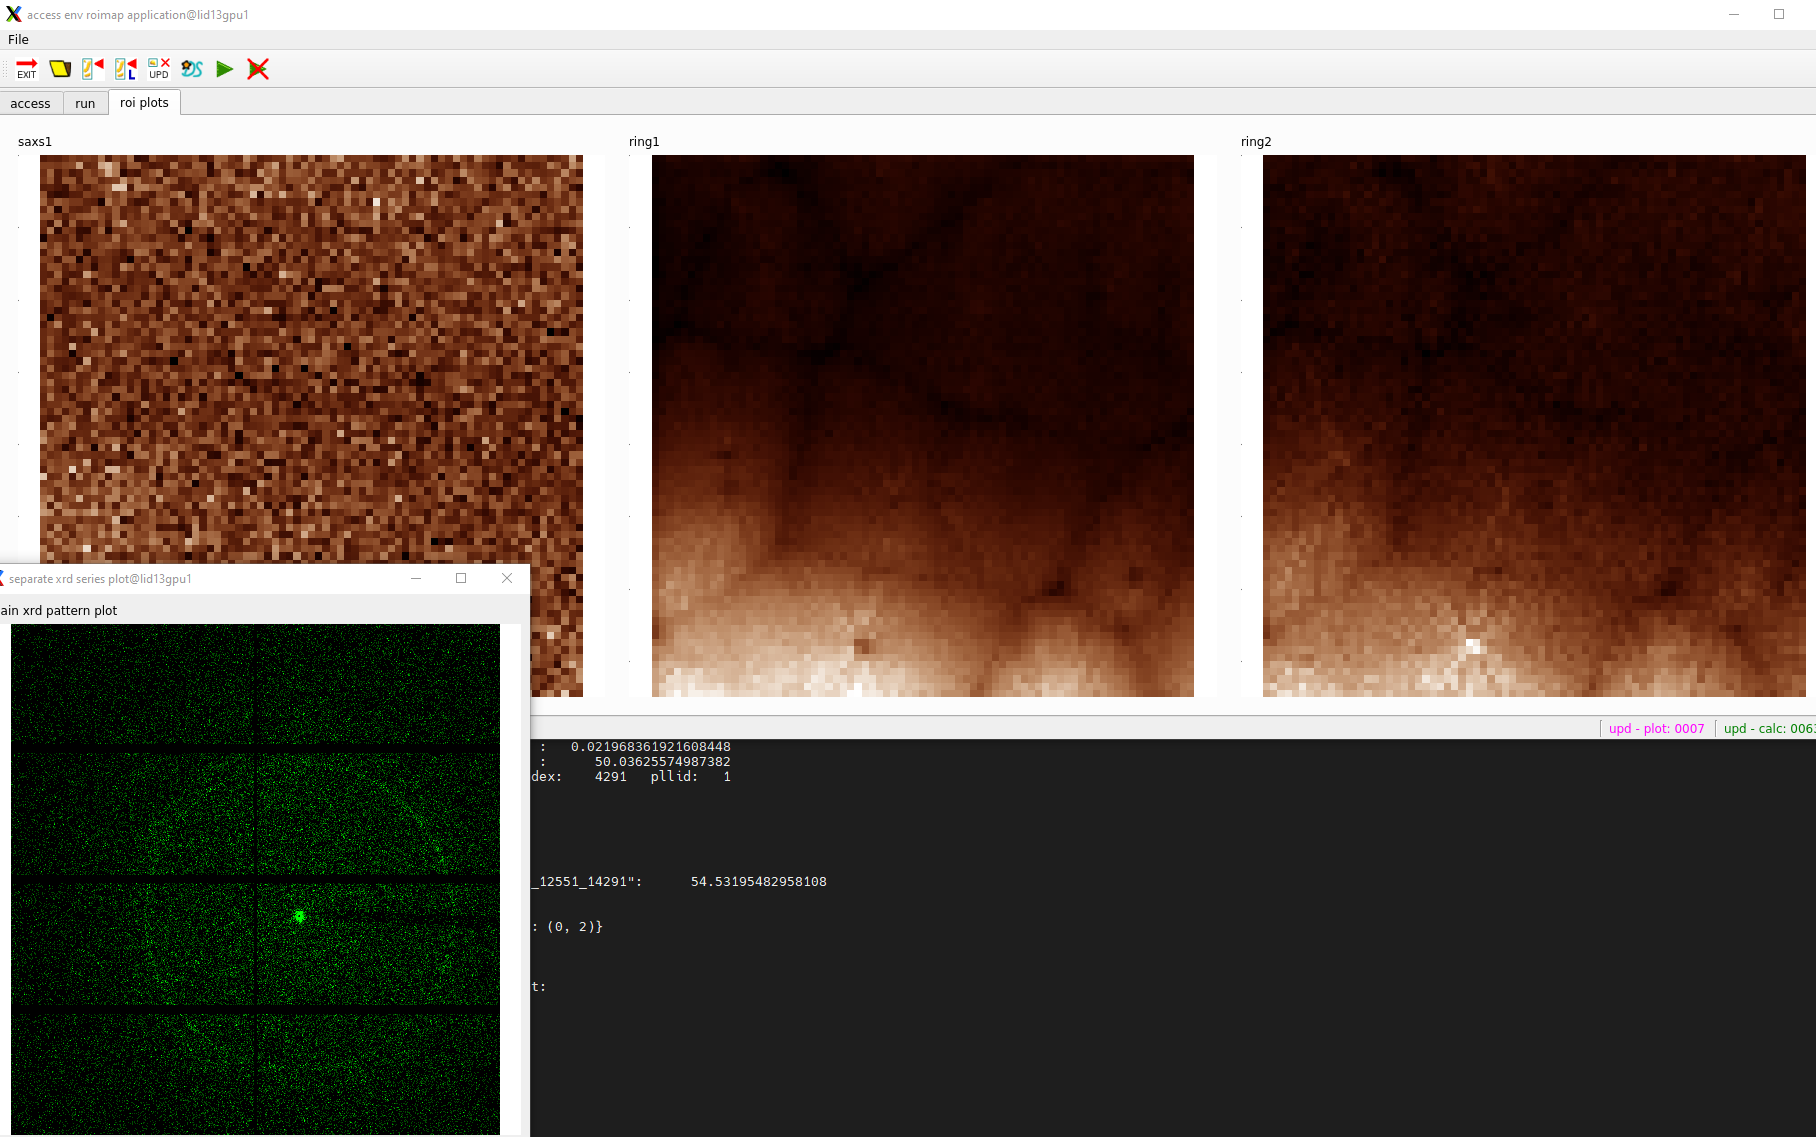 access env roimap application@lid13gpu1
File
EXIT
L
UPD
DS
access run roi plots
saxs1 ring1 ring2
separate xrd series plot@lid13gpu1
ain xrd pattern plot
upd - plot: 0007 upd - calc: 0063
: 0.021968361921608448
: 50.03625574987382
dex: 4291 pllid: 1
_12551_14291": 54.53195482958108
: (0, 2)}
t: